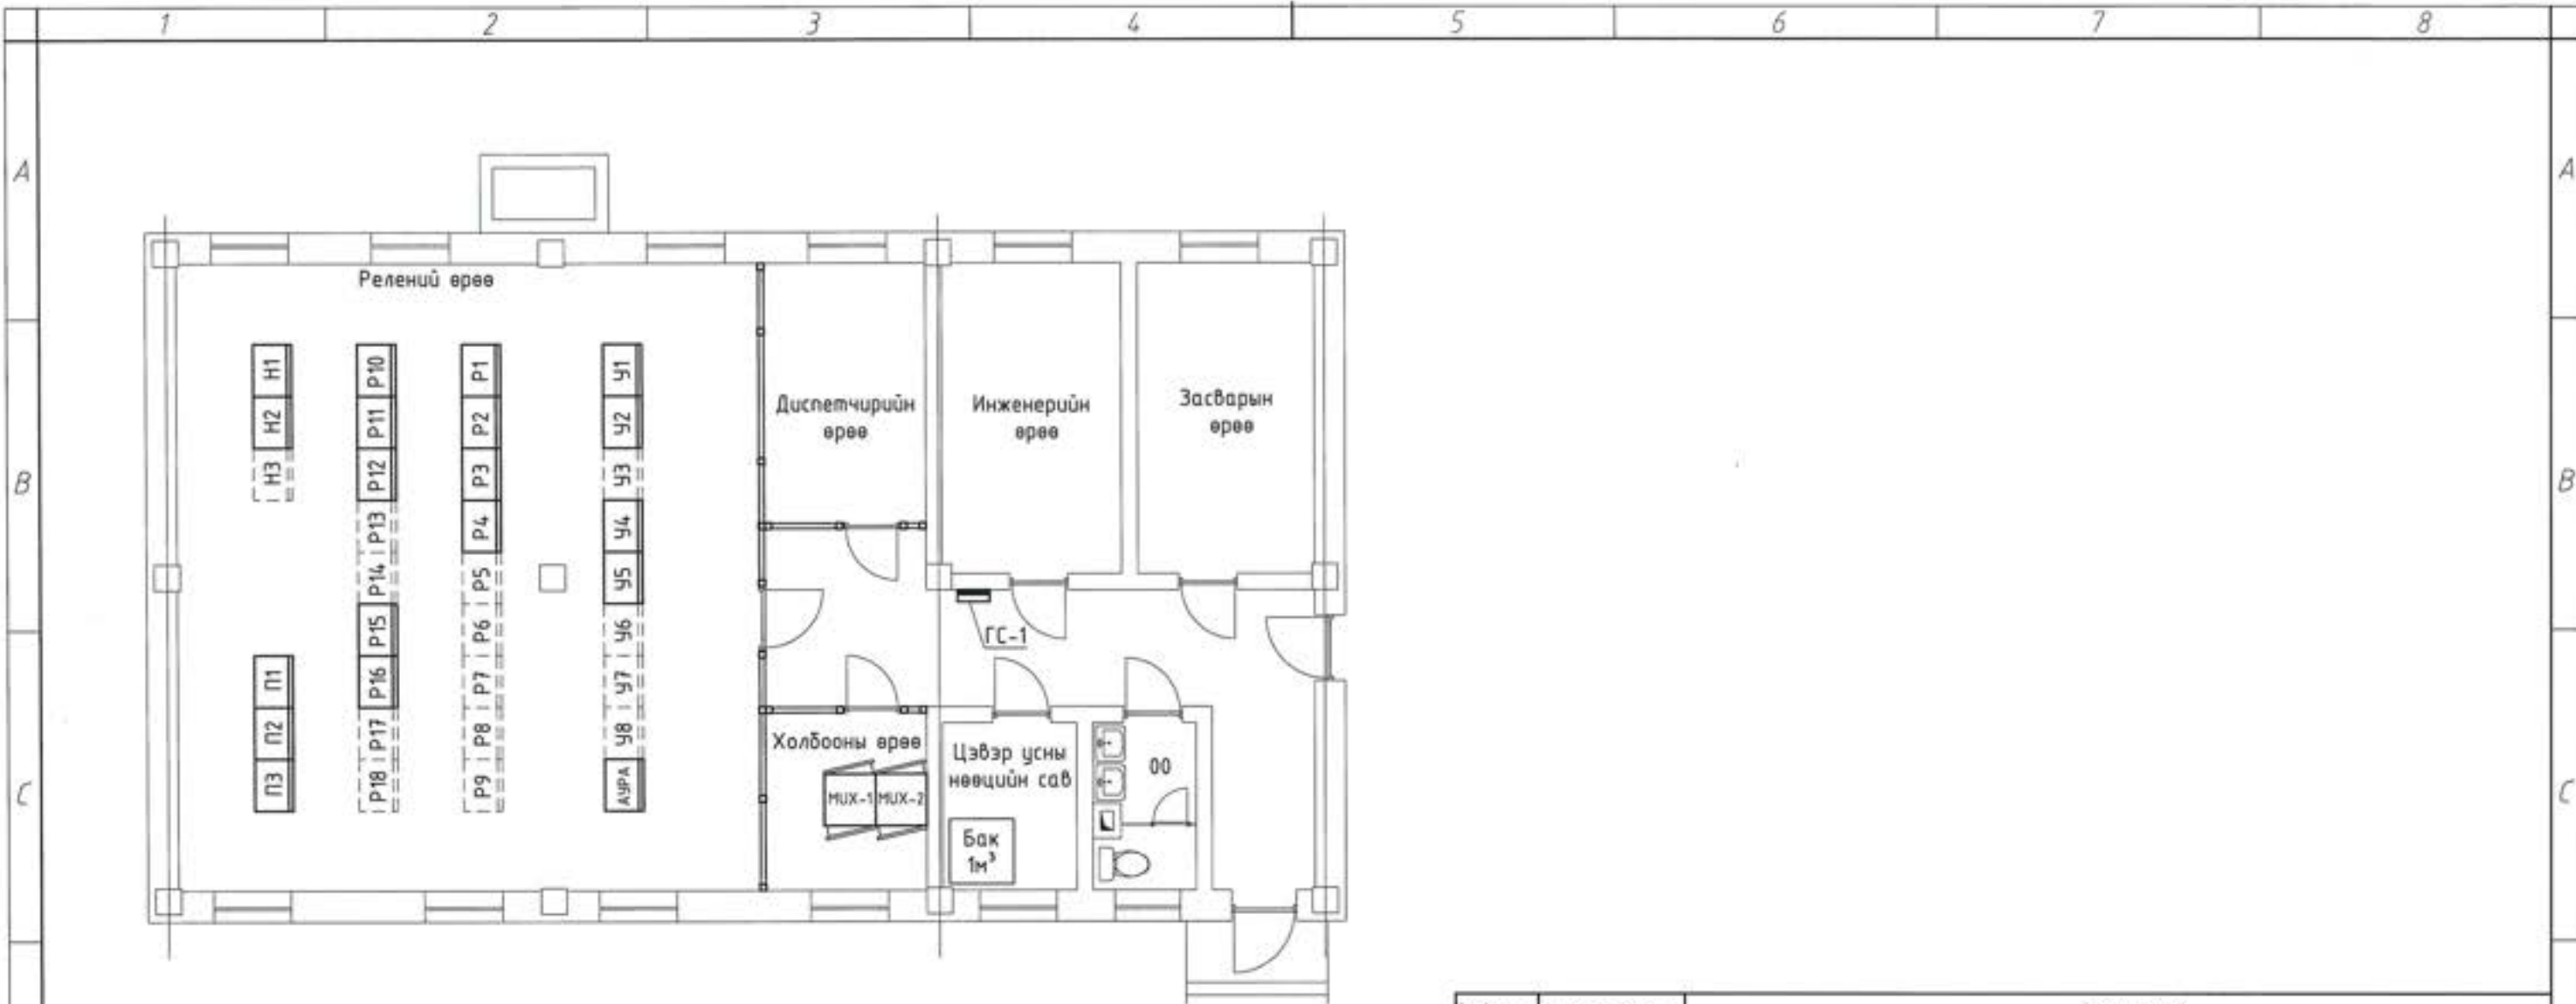 1 2 3 4 5 6 7 8
A A
Релений өрөө
Н1 Р10 Р1 У1
Н2 Р11 Р2 У2
Н3 Р12 Р3 У3
Р13 Р4 У4
Р14 Р5 У5
Р15 Р6 У6
П1 Р16 Р7 У7
П2 Р17 Р8 У8
П3 Р18 Р9 АУРА
Диспетчирийн
өрөө
Инженерийн
өрөө
Засварын
өрөө
B B
ГС-1
Холбооны өрөө
MUX-1 MUX-2
Цэвэр усны
нөөцийн сав
Бак
1м³
00
C C